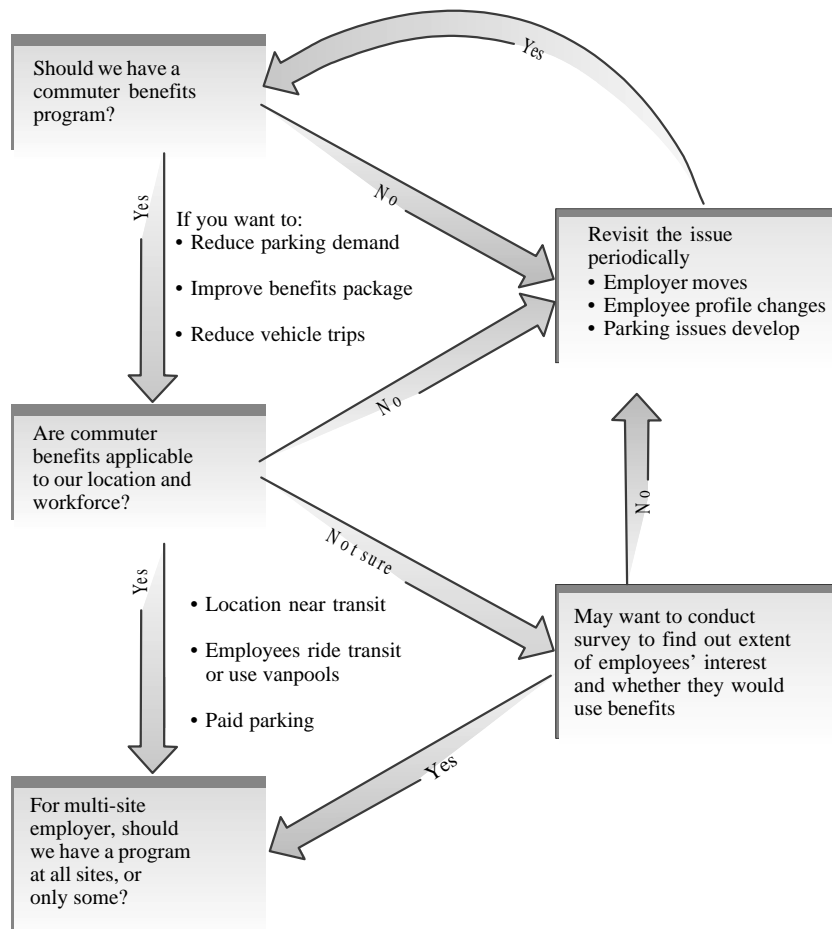 Should we have a
commuter benefits
program?
Yes
No
Yes
If you want to:
• Reduce parking demand
• Improve benefits package
• Reduce vehicle trips
Revisit the issue
periodically
• Employer moves
• Employee profile changes
• Parking issues develop
Are commuter
benefits applicable
to our location and
workforce?
No
Not sure
No
Yes
• Location near transit
• Employees ride transit
or use vanpools
• Paid parking
May want to conduct
survey to find out extent
of employees’ interest
and whether they would
use benefits
Yes
For multi-site
employer, should
we have a program
at all sites, or
only some?